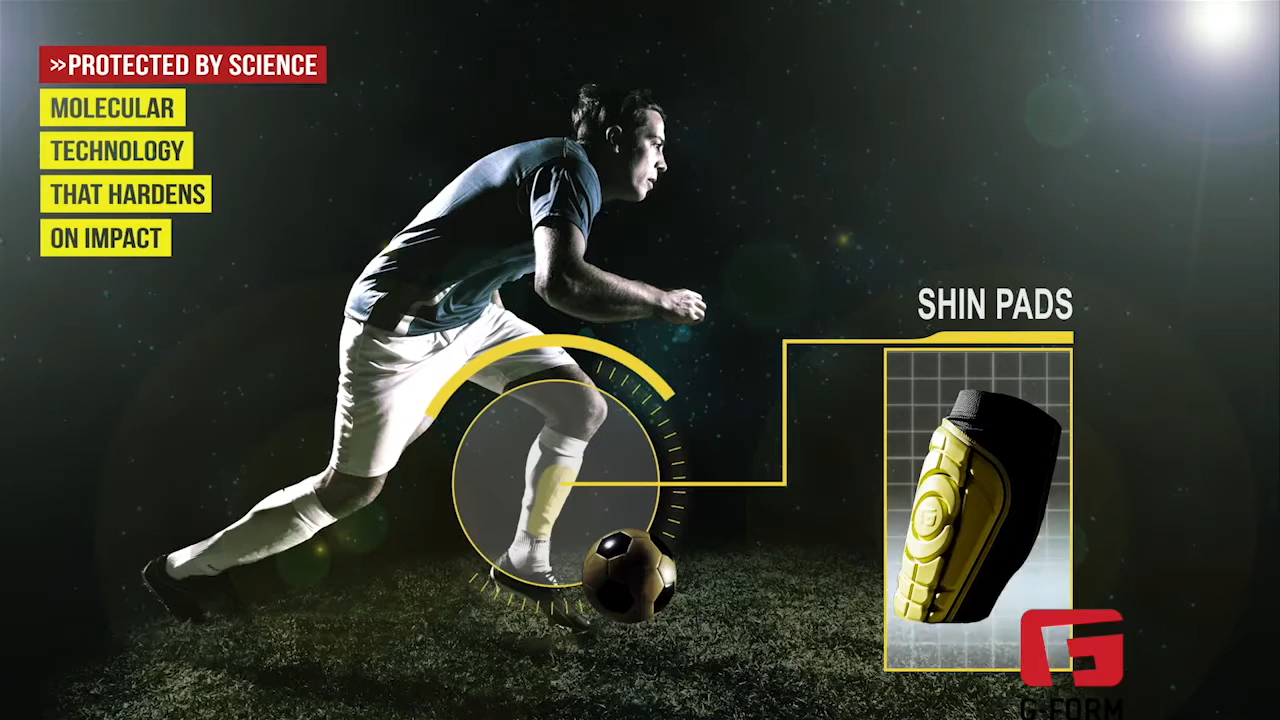 »PROTECTED BY SCIENCE
MOLECULAR
TECHNOLOGY
THAT HARDENS
ON IMPACT
SHIN PADS
G-FORM